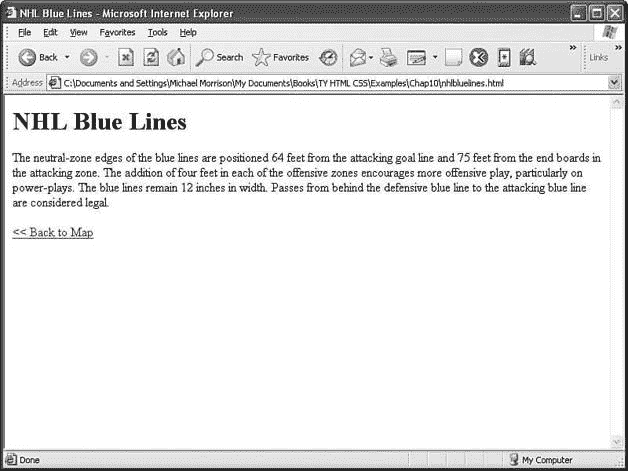 NHL Blue Lines - Microsoft Internet Explorer
File Edit View Favorites Tools Help
Back Search Favorites » Links »
Address C:\Documents and Settings\Michael Morrison\My Documents\Books\TY HTML CSS\Examples\Chap10\nhlbluelines.html
NHL Blue Lines
The neutral-zone edges of the blue lines are positioned 64 feet from the attacking goal line and 75 feet from the end boards in
the attacking zone. The addition of four feet in each of the offensive zones encourages more offensive play, particularly on
power-plays. The blue lines remain 12 inches in width. Passes from behind the defensive blue line to the attacking blue line
are considered legal.
<< Back to Map
Done My Computer